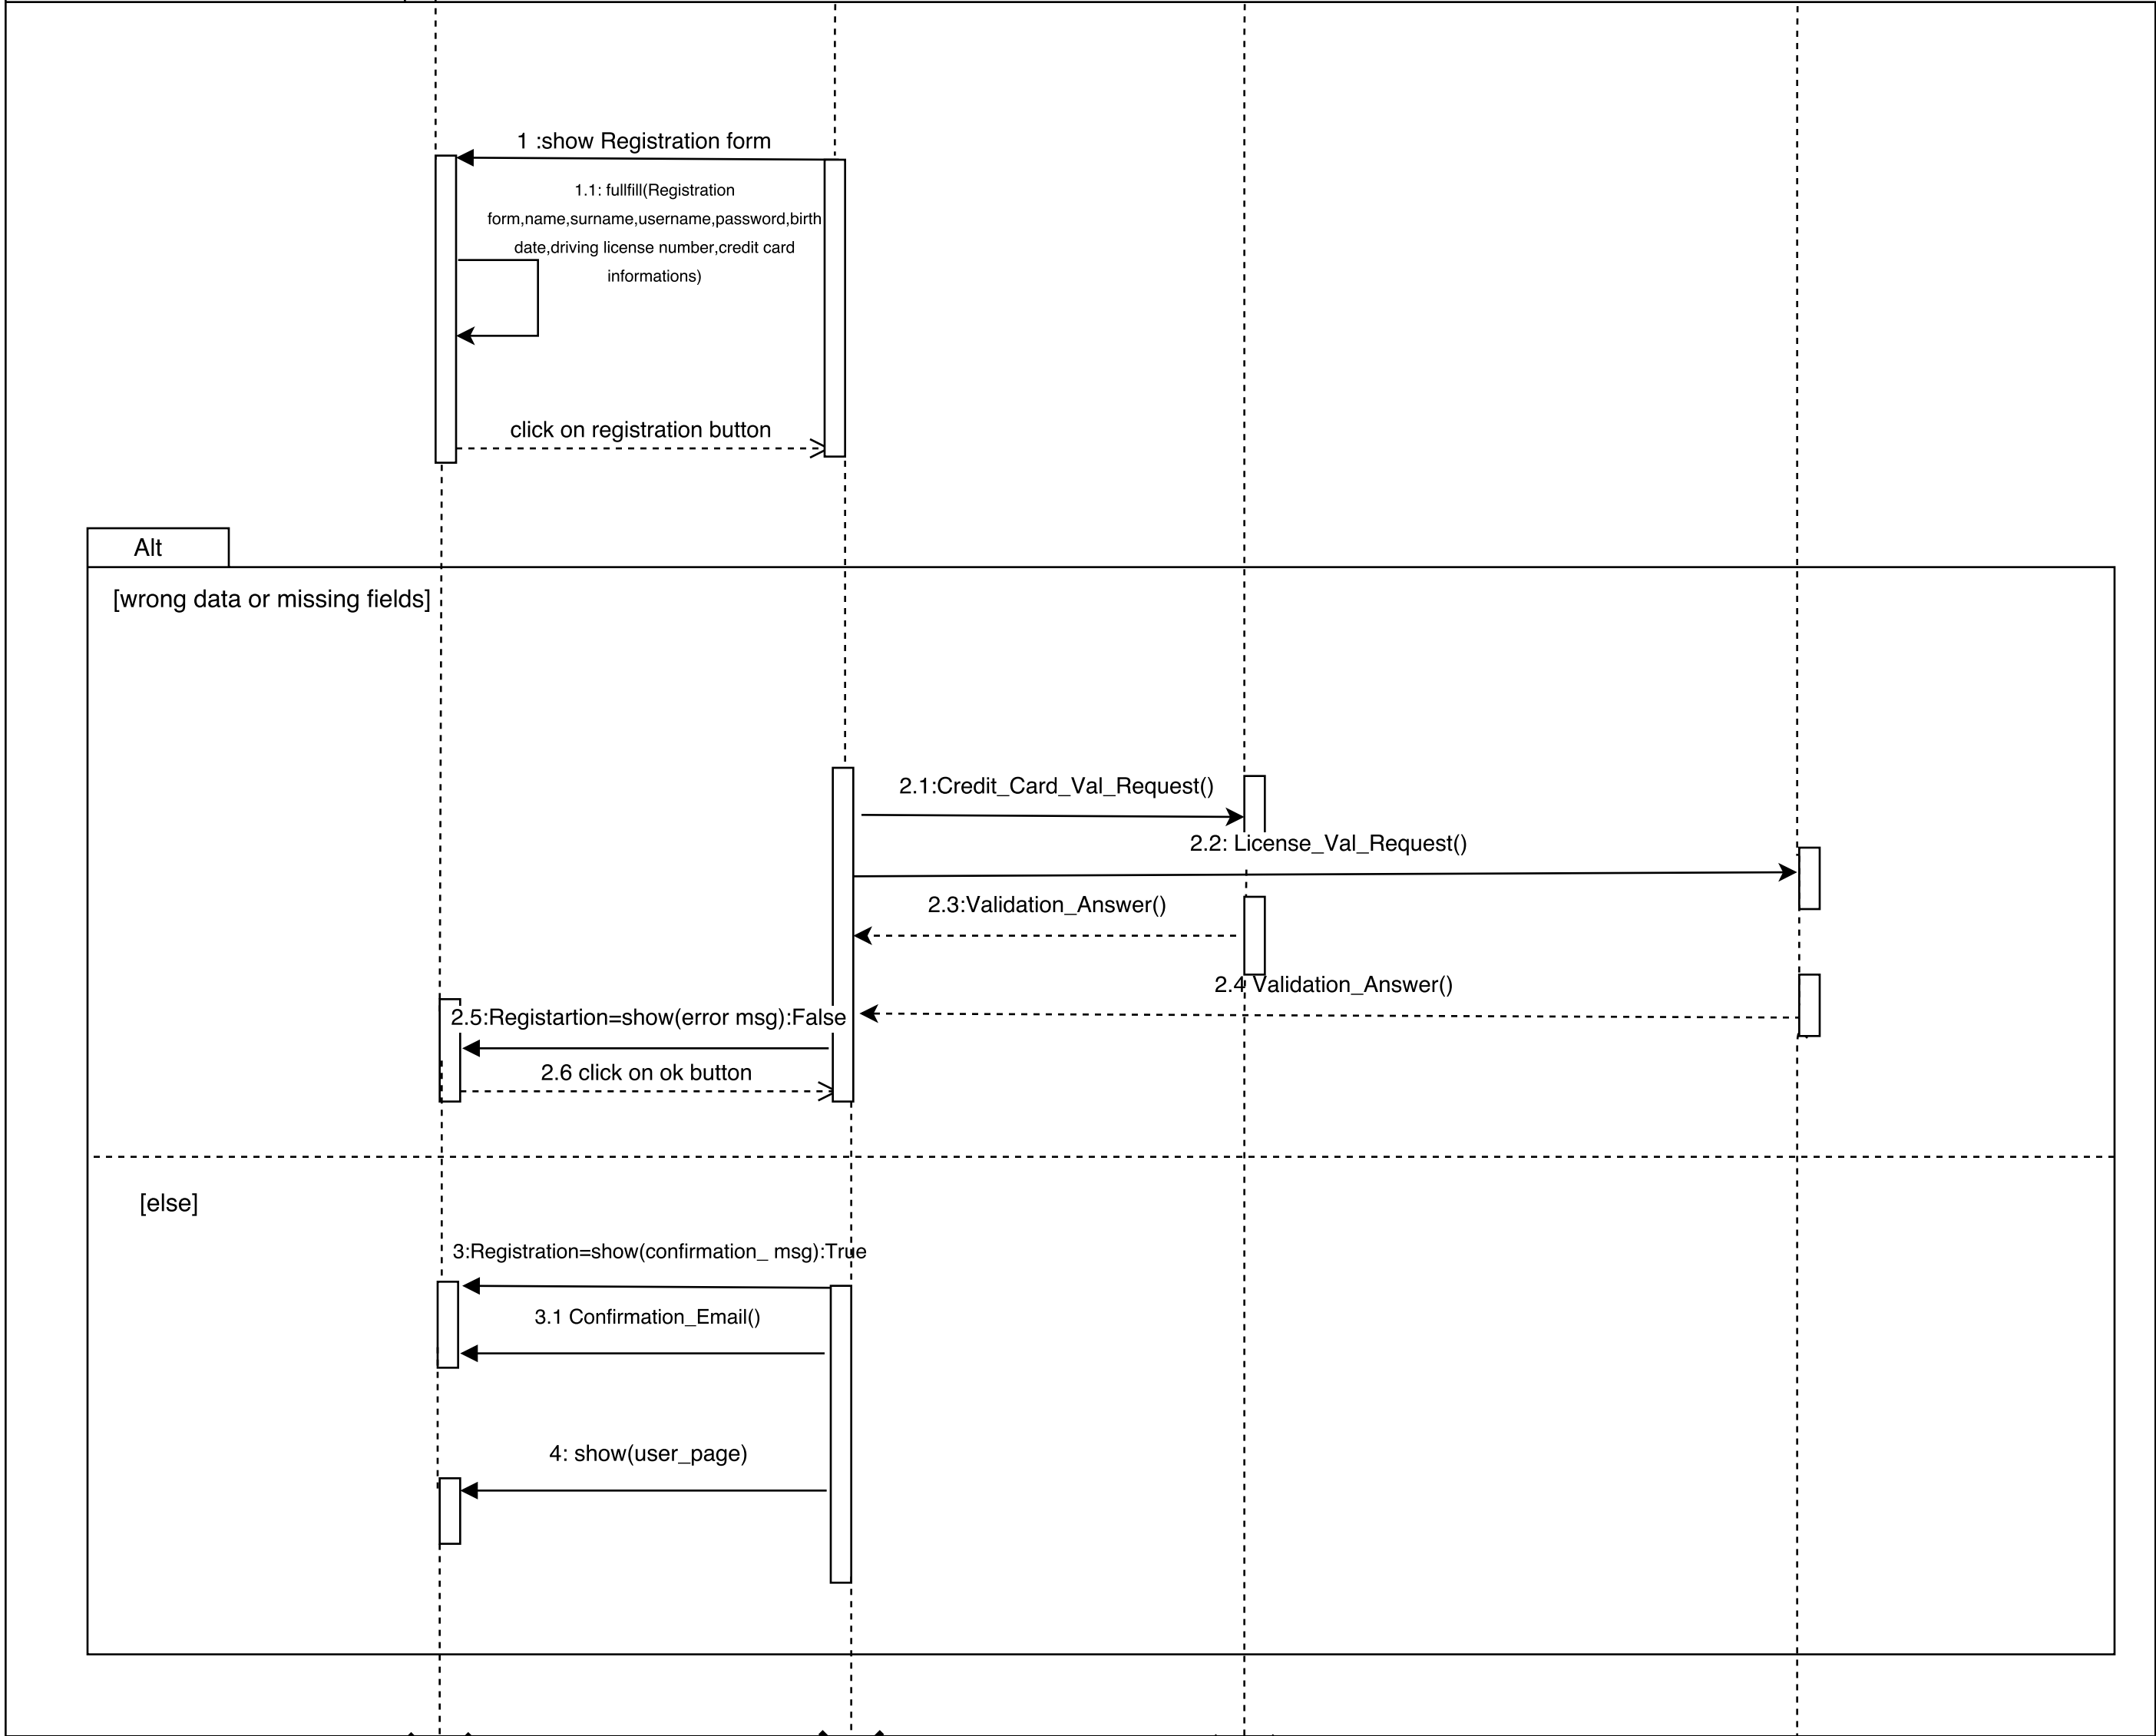 1 :show Registration form
1.1: fullfill(Registration
form,name,surname,username,password,birth
date,driving license number,credit card
informations)
click on registration button
Alt
[wrong data or missing fields]
2.1:Credit_Card_Val_Request()
2.2: License_Val_Request()
2.3:Validation_Answer()
2.4 Validation_Answer()
2.5:Registartion=show(error msg):False
2.6 click on ok button
[else]
3:Registration=show(confirmation_ msg):True
3.1 Confirmation_Email()
4: show(user_page)